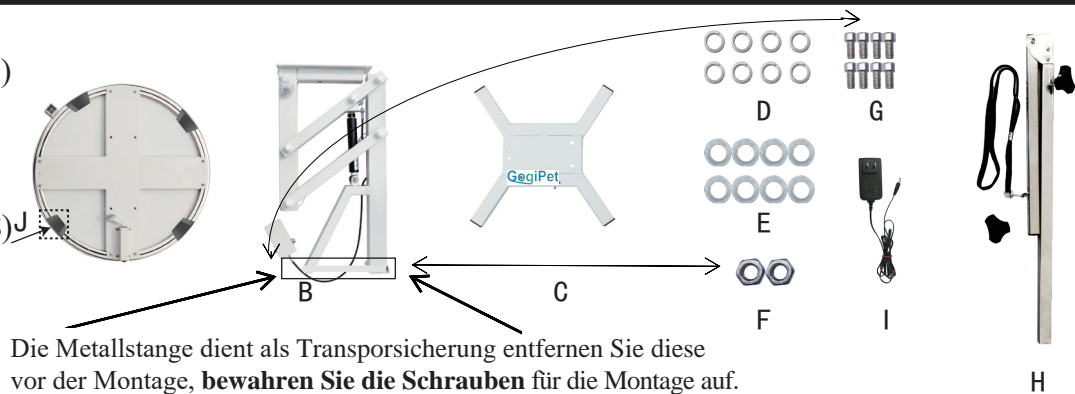 )
D
G
GogiPet
)J
E
B
C
F
I
Die Metallstange dient als Transporsicherung entfernen Sie diese
vor der Montage, bewahren Sie die Schrauben für die Montage auf.
H